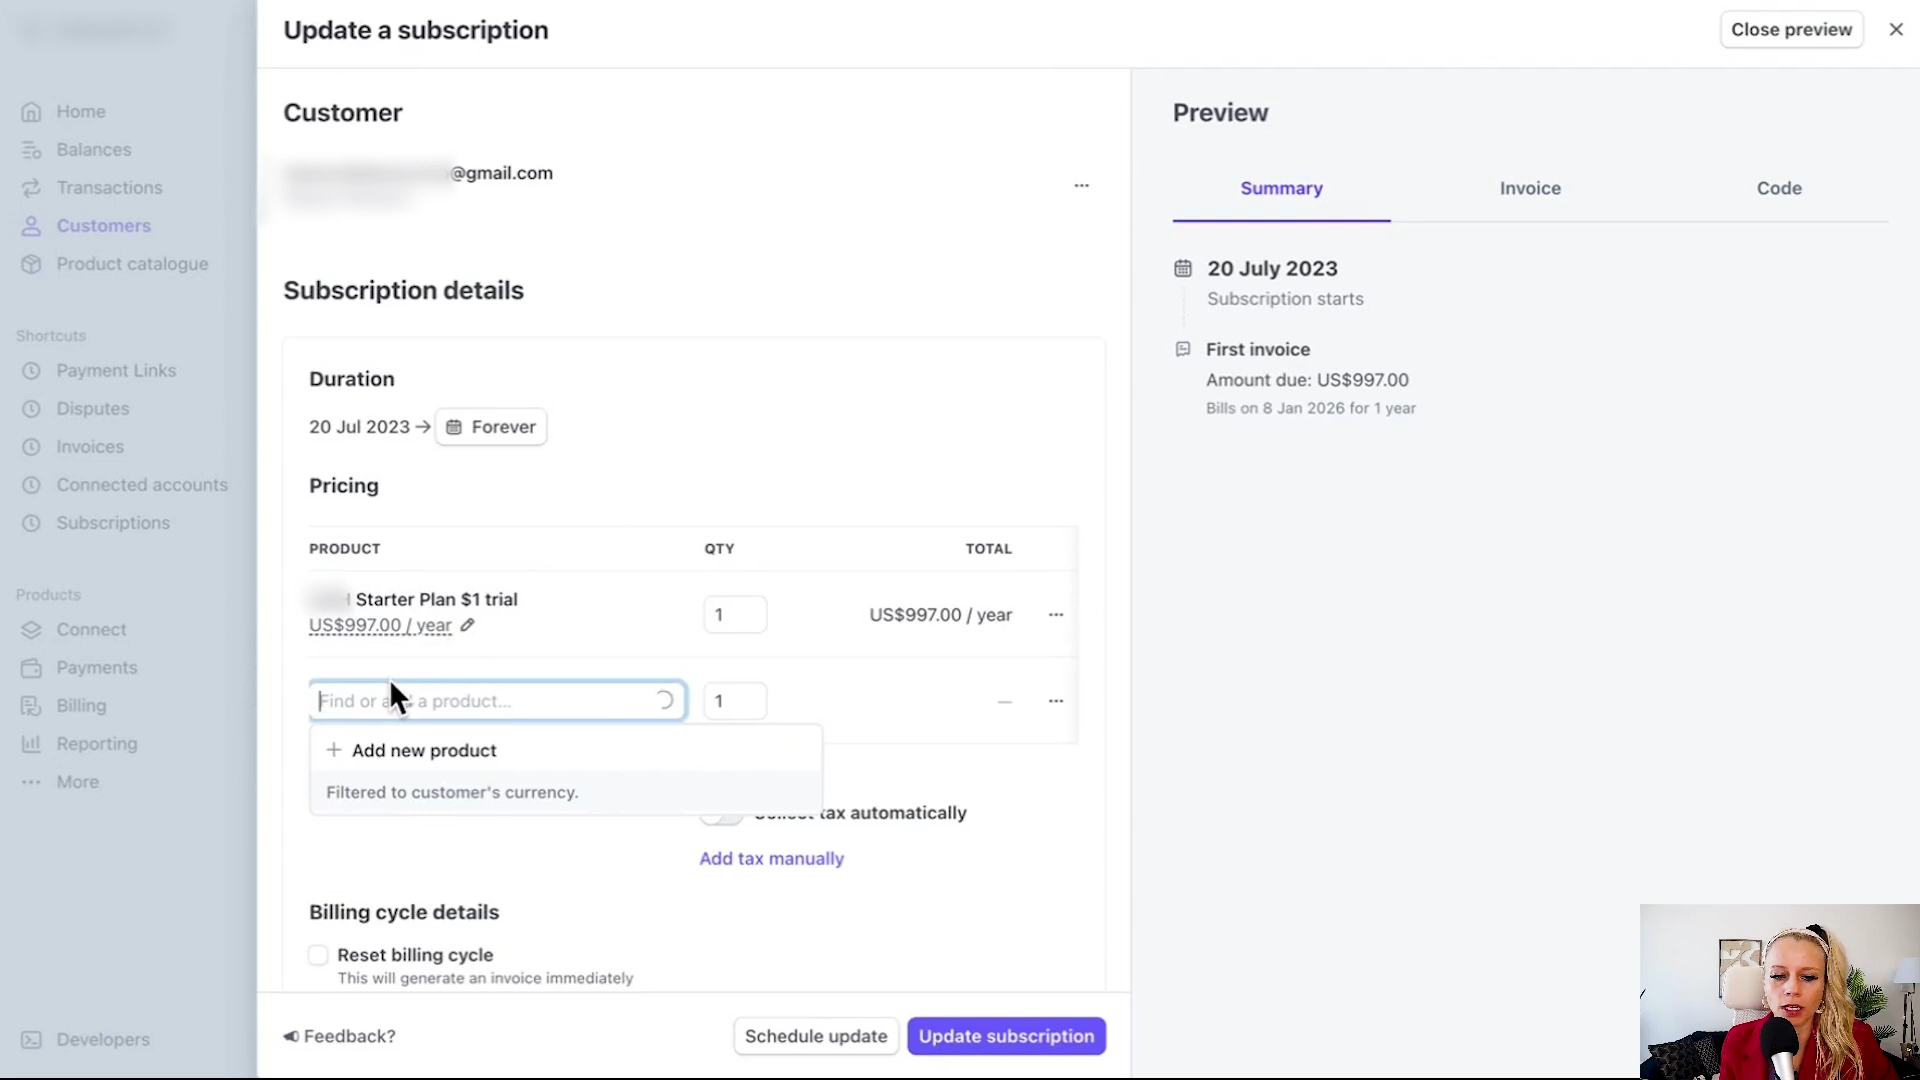 Update a subscription
Close preview
Home
Balances
Transactions
Customers
Product catalogue
Shortcuts
Payment Links
Disputes
Invoices
Connected accounts
Subscriptions
Products
Connect
Payments
Billing
Reporting
More
Developers
Customer
@gmail.com
Subscription details
Duration
20 Jul 2023 → Forever
Pricing
PRODUCT QTY TOTAL
Starter Plan $1 trial
US$997.00 / year
1
US$997.00 / year
Find or a a product...
1
—
+ Add new product
Filtered to customer's currency.
tax automatically
Add tax manually
Billing cycle details
Reset billing cycle
This will generate an invoice immediately
Feedback?
Schedule update
Update subscription
Preview
Summary Invoice Code
20 July 2023
Subscription starts
First invoice
Amount due: US$997.00
Bills on 8 Jan 2026 for 1 year